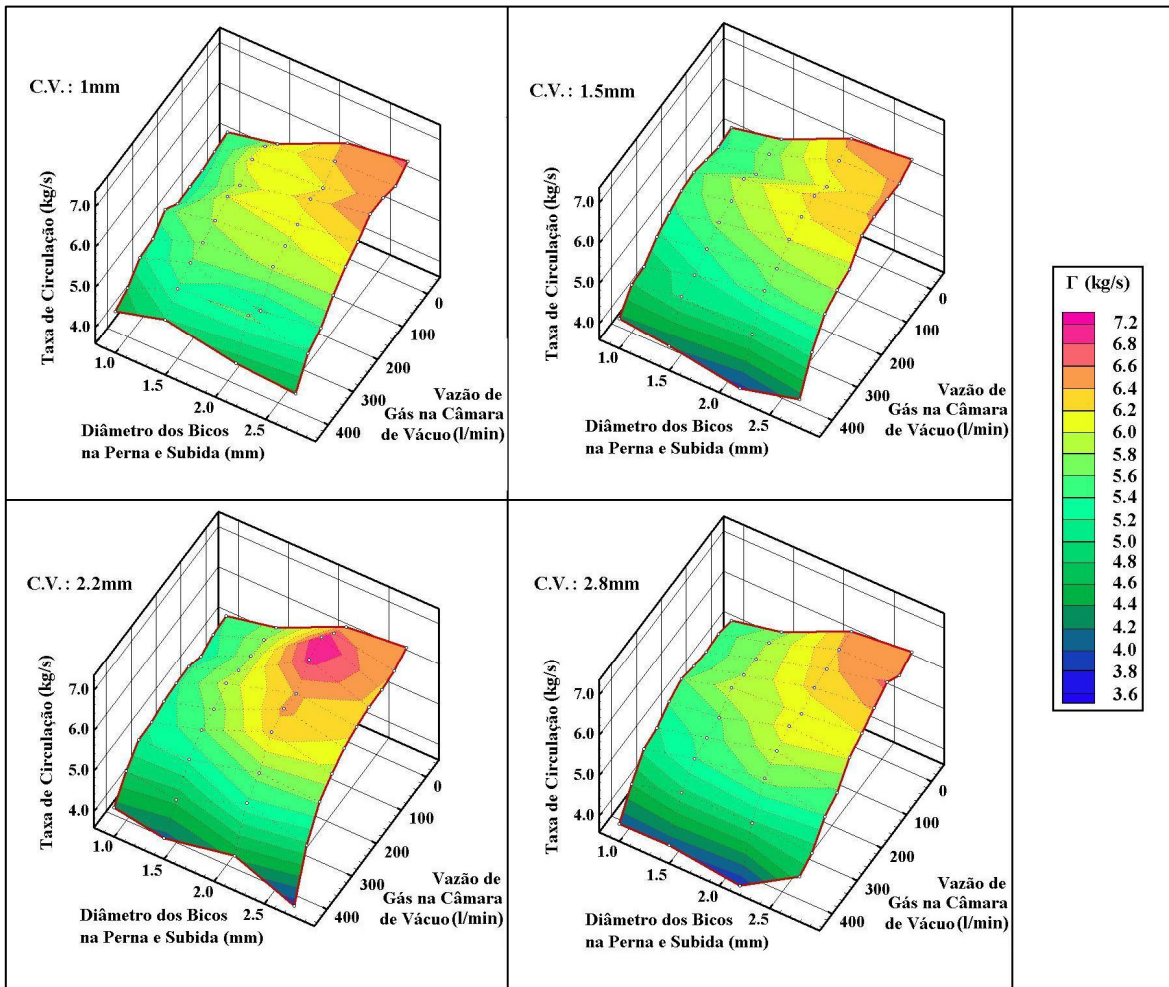 C.V.: 1mm
Taxa de Circulação (kg/s)
7.0
6.0
5.0
4.0
1.0
1.5
2.0
2.5
Diâmetro dos Bicos
na Perna e Subida (mm)
0
100
200
300
400
Vazão de
Gás na Câmara
de Vácuo (l/min)
C.V.: 1.5mm
Taxa de Circulação (kg/s)
7.0
6.0
5.0
4.0
1.0
1.5
2.0
2.5
Diâmetro dos Bicos
na Perna e Subida (mm)
0
100
200
300
400
Vazão de
Gás na Câmara
de Vácuo (l/min)
C.V.: 2.2mm
Taxa de Circulação (kg/s)
7.0
6.0
5.0
4.0
1.0
1.5
2.0
2.5
Diâmetro dos Bicos
na Perna e Subida (mm)
0
100
200
300
400
Vazão de
Gás na Câmara
de Vácuo (l/min)
C.V.: 2.8mm
Taxa de Circulação (kg/s)
7.0
6.0
5.0
4.0
1.0
1.5
2.0
2.5
Diâmetro dos Bicos
na Perna e Subida (mm)
0
100
200
300
400
Vazão de
Gás na Câmara
de Vácuo (l/min)
Γ (kg/s)
7.2
6.8
6.6
6.4
6.2
6.0
5.8
5.6
5.4
5.2
5.0
4.8
4.6
4.4
4.2
4.0
3.8
3.6